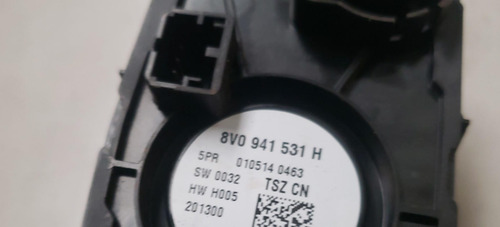 8V0 941 531 H
5PR 010514 0463
SW 0032 TSZ CN
HW H005
201300